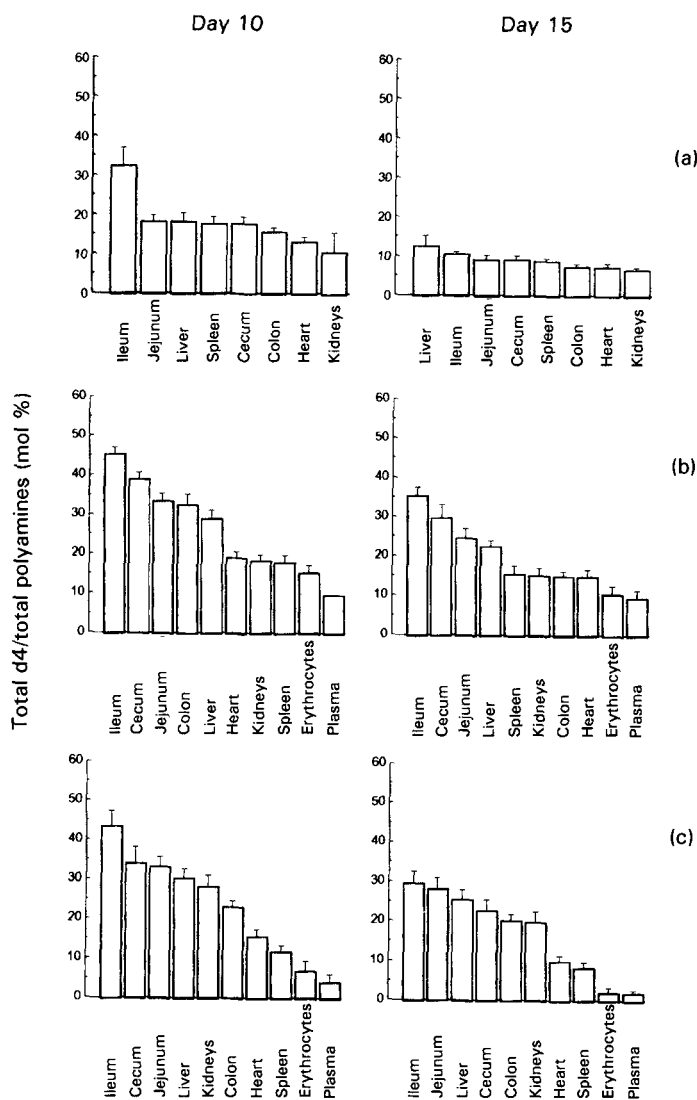 Day 10
Day 15
60
50
40
30
20
10
0
Ileum
Jejunum
Liver
Spleen
Cecum
Colon
Heart
Kidneys
60
50
40
30
20
10
0
Liver
Ileum
Jejunum
Cecum
Spleen
Colon
Heart
Kidneys
(a)
Total d4/total polyamines (mol %)
60
50
40
30
20
10
0
Ileum
Cecum
Jejunum
Colon
Liver
Heart
Kidneys
Spleen
Erythrocytes
Plasma
60
50
40
30
20
10
0
Ileum
Cecum
Jejunum
Liver
Spleen
Kidneys
Colon
Heart
Erythrocytes
Plasma
(b)
60
50
40
30
20
10
0
Ileum
Cecum
Jejunum
Liver
Kidneys
Colon
Heart
Spleen
Erythrocytes
Plasma
60
50
40
30
20
10
0
Ileum
Jejunum
Liver
Cecum
Colon
Kidneys
Heart
Spleen
Erythrocytes
Plasma
(c)